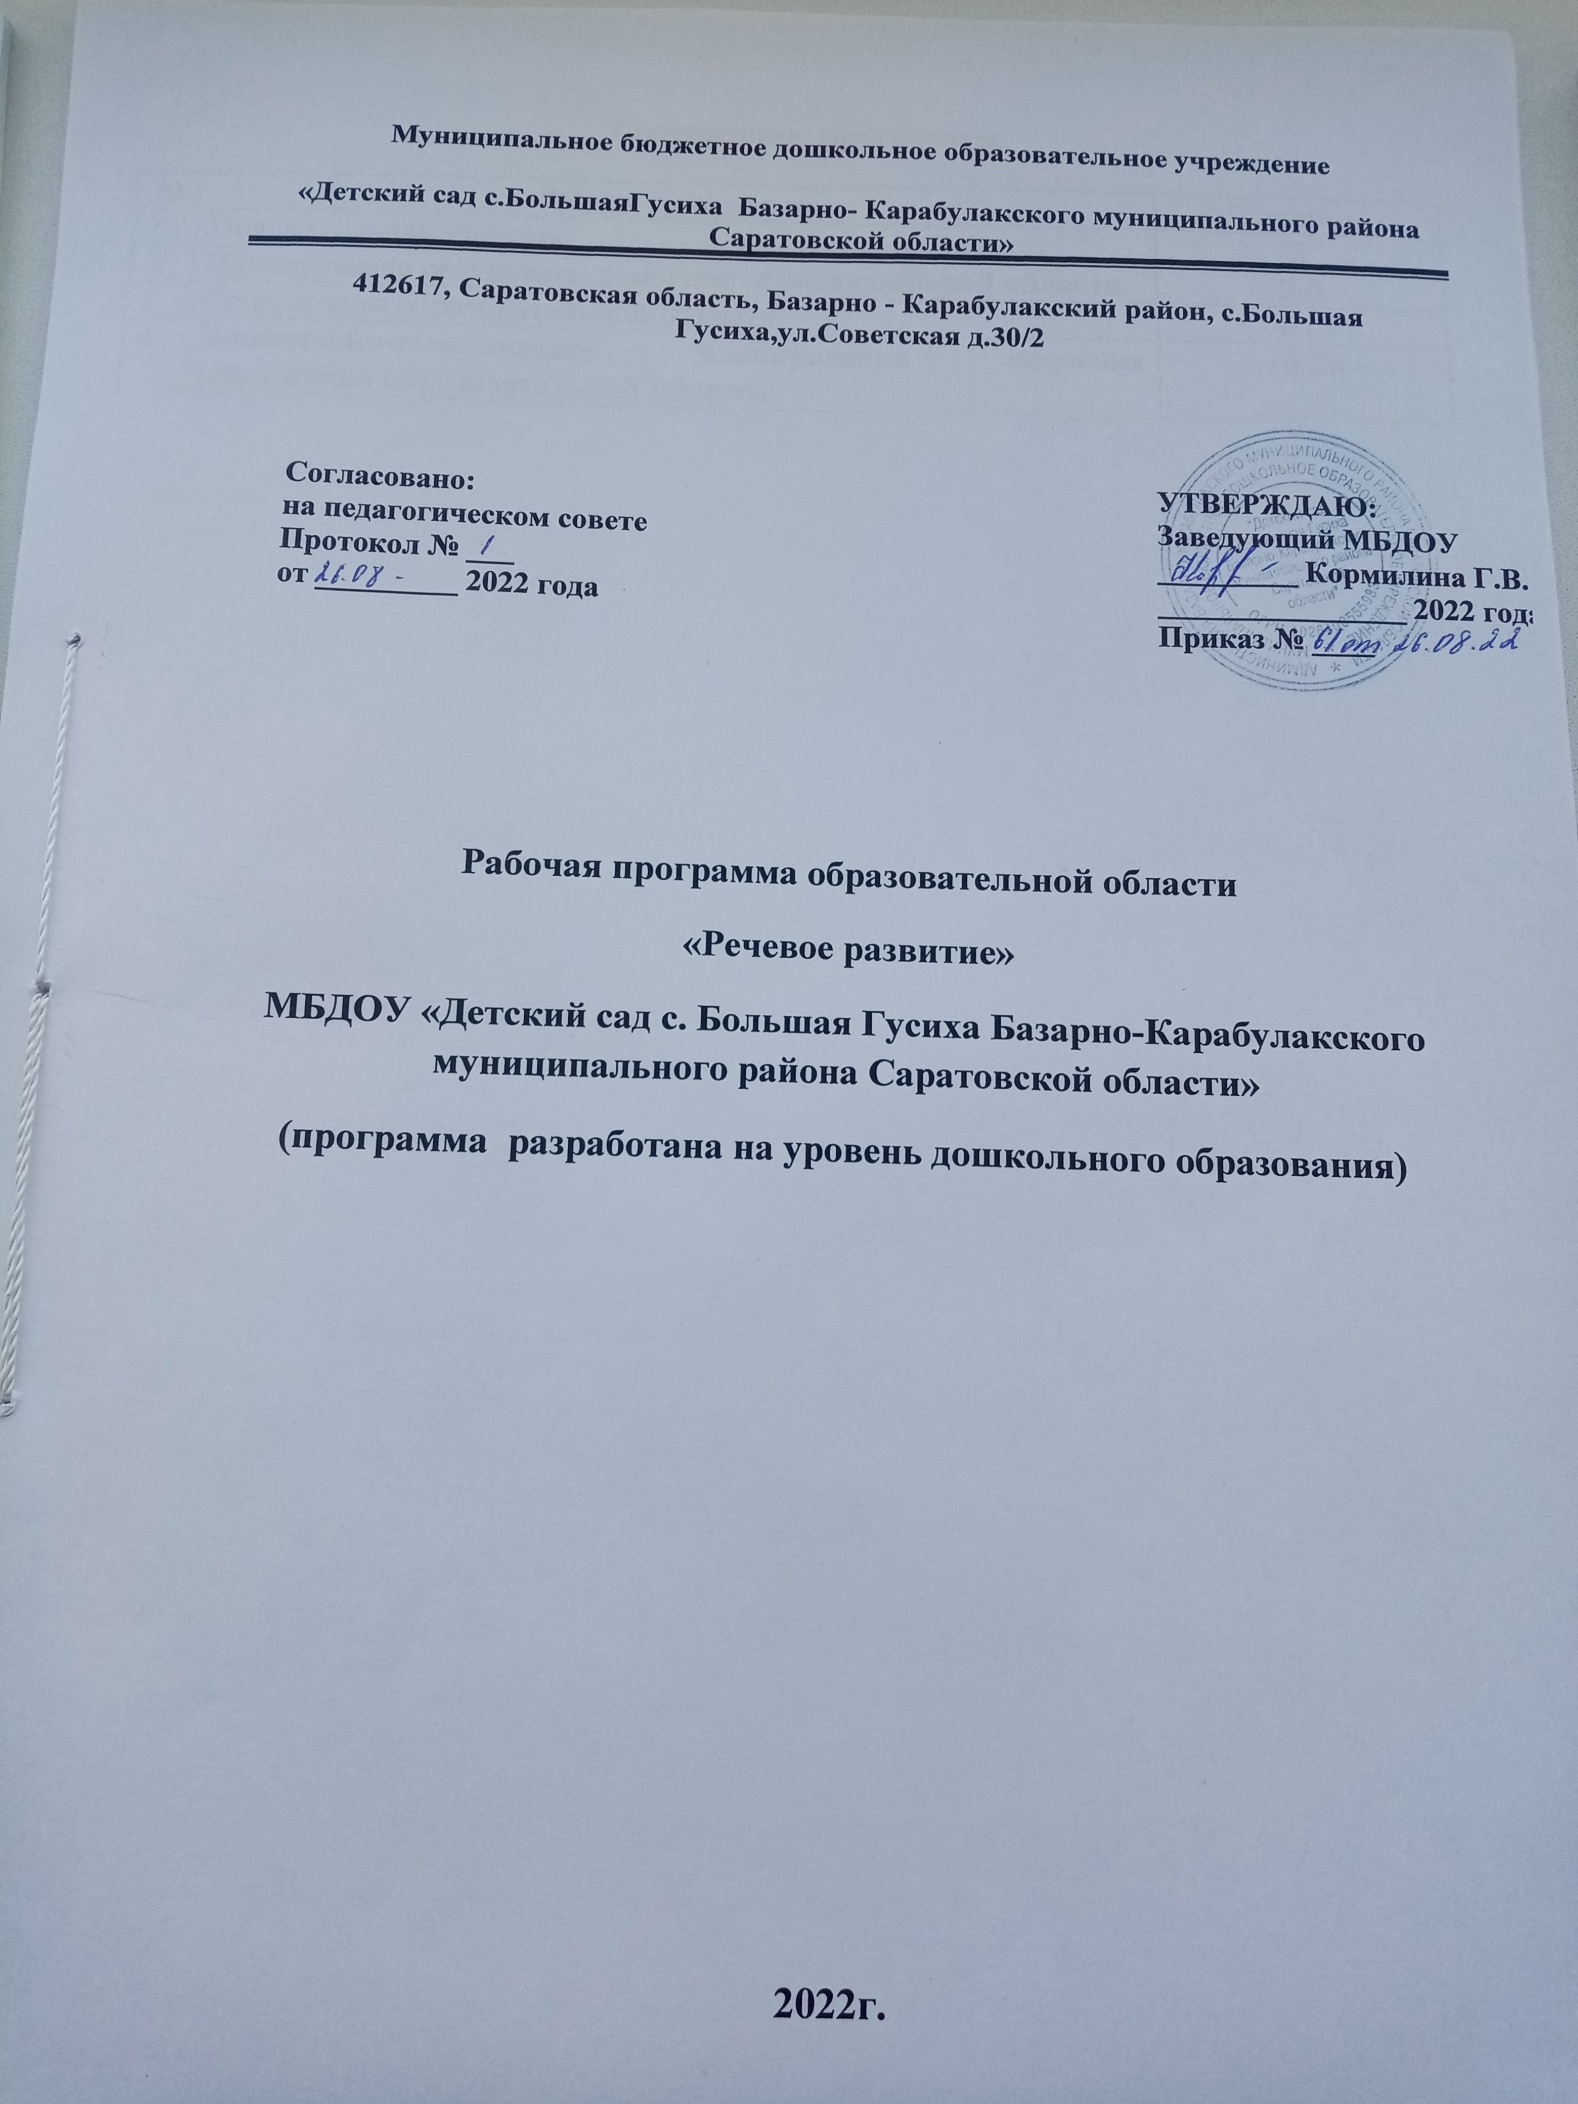 Муниципальное бюджетное дошкольное образовательное учреждение
«Детский сад с.БольшаяГусиха  Базарно- Карабулакского муниципального района
Саратовской области»
412617, Саратовская область, Базарно - Карабулакский район, с.Большая
Гусиха,ул.Советская д.30/2
Согласовано:
на педагогическом совете
Протокол № 1
от 26.08 - 2022 года
УТВЕРЖДАЮ:
Заведующий МБДОУ
Кормилина Г.В.
2022 года
Приказ № 61 от 26.08.22
Рабочая программа образовательной области
«Речевое развитие»
МБДОУ «Детский сад с. Большая Гусиха Базарно-Карабулакского
муниципального района Саратовской области»
(программа  разработана на уровень дошкольного образования)
2022г.